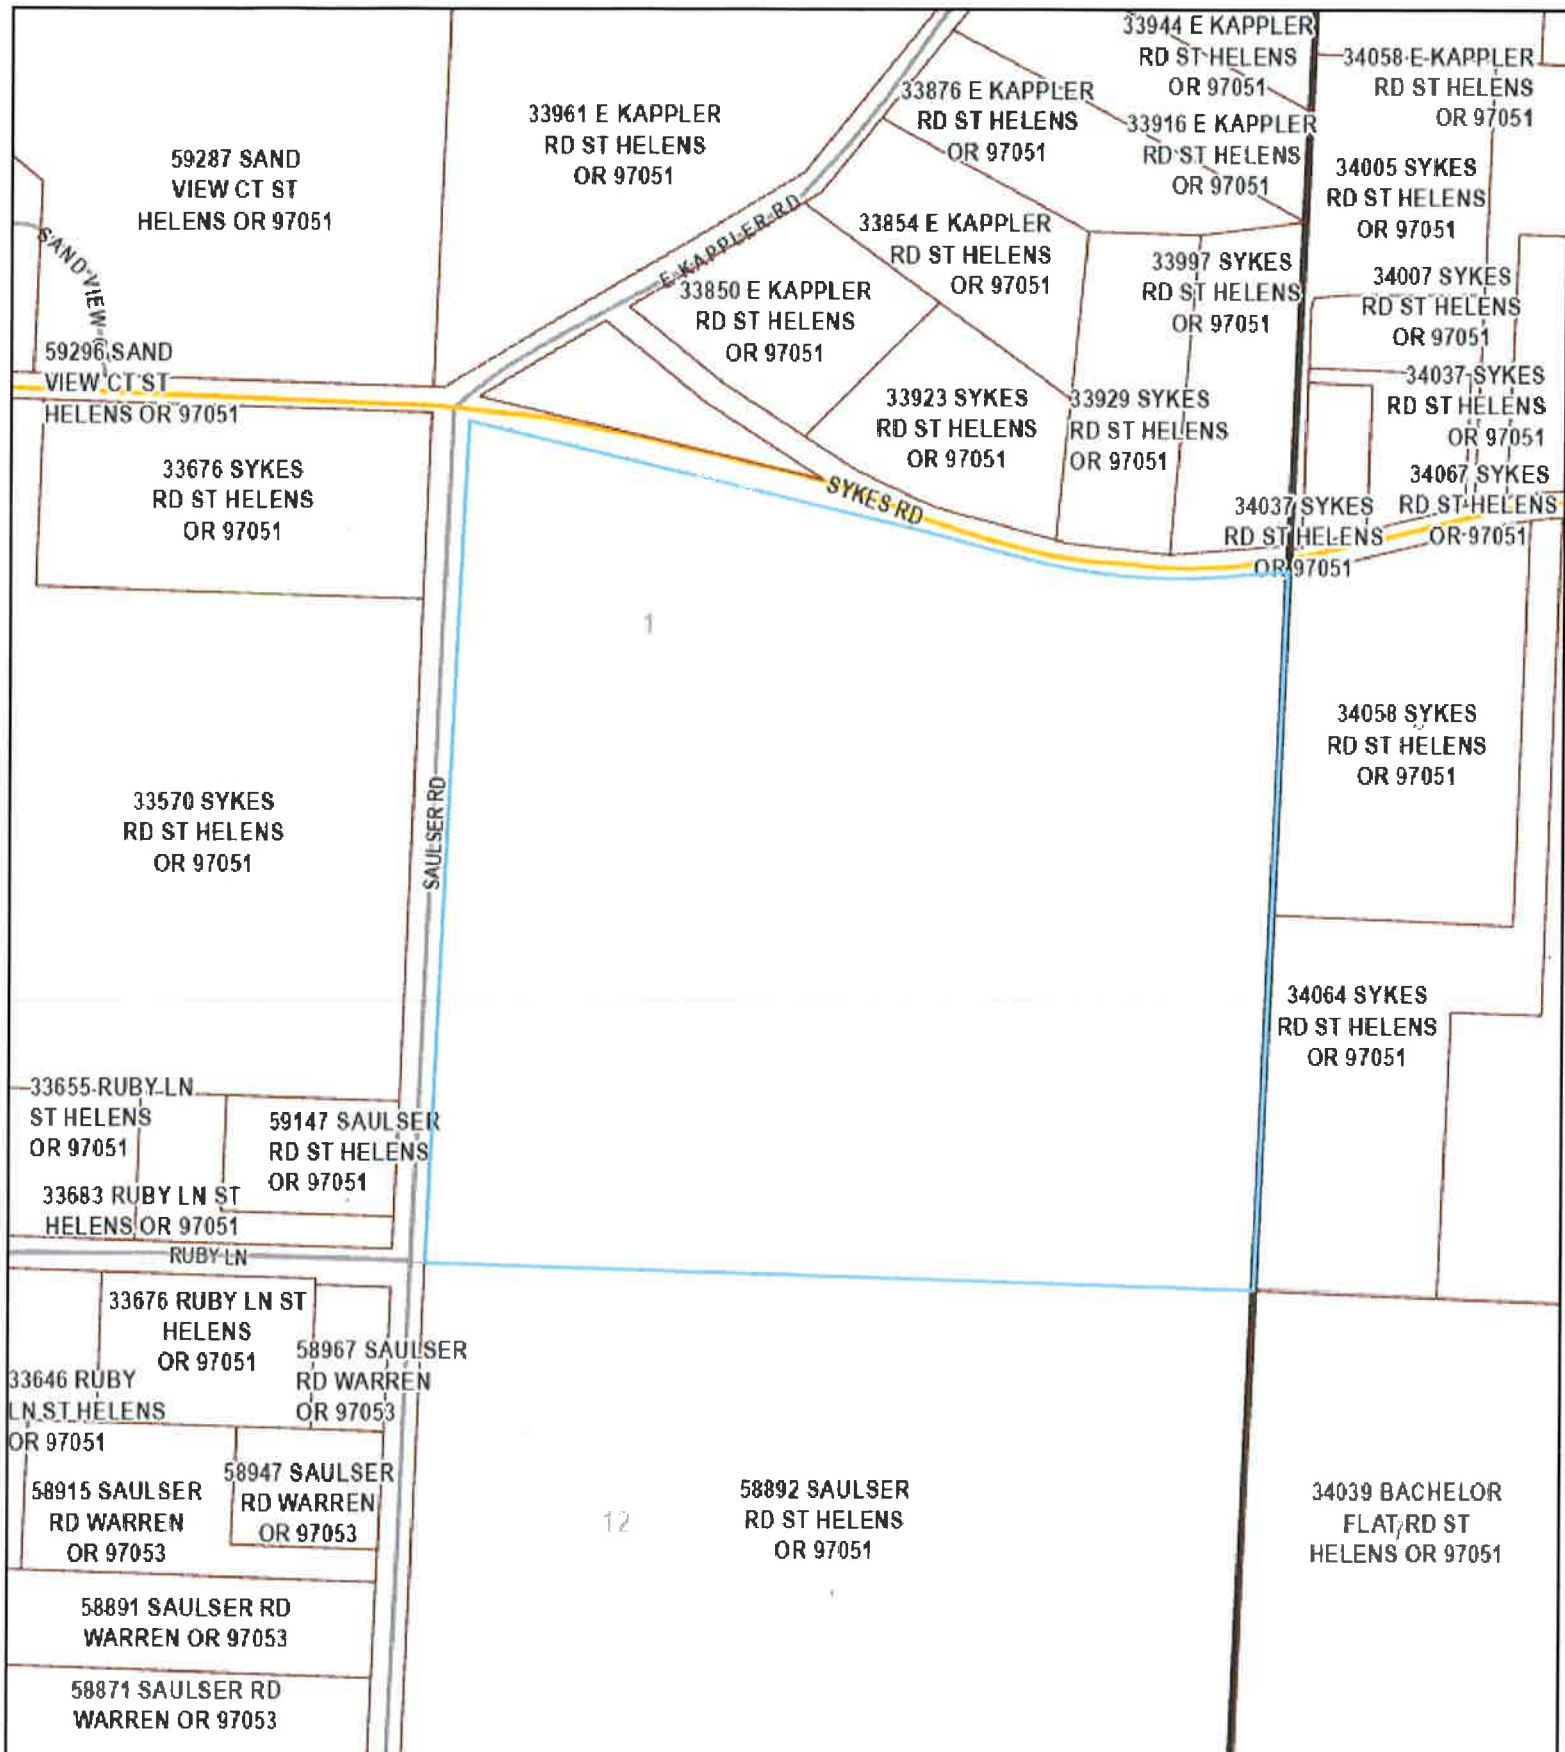 33944 E KAPPLER
RD ST HELENS
OR 97051
34058 E KAPPLER
RD ST HELENS
OR 97051
33876 E KAPPLER
RD ST HELENS
OR 97051
33961 E KAPPLER
RD ST HELENS
OR 97051
33916 E KAPPLER
RD ST HELENS
OR 97051
59287 SAND
VIEW CT ST
HELENS OR 97051
34005 SYKES
RD ST HELENS
OR 97051
E KAPPLER RD
33854 E KAPPLER
RD ST HELENS
OR 97051
SAND VIEW CT
33997 SYKES
RD ST HELENS
OR 97051
34007 SYKES
RD ST HELENS
OR 97051
33850 E KAPPLER
RD ST HELENS
OR 97051
59296 SAND
VIEW CT ST
HELENS OR 97051
34037 SYKES
RD ST HELENS
OR 97051
33923 SYKES
RD ST HELENS
OR 97051
33929 SYKES
RD ST HELENS
OR 97051
33676 SYKES
RD ST HELENS
OR 97051
SYKES RD
34067 SYKES
RD ST HELENS
OR 97051
34037 SYKES
RD ST HELENS
OR 97051
1
34058 SYKES
RD ST HELENS
OR 97051
33570 SYKES
RD ST HELENS
OR 97051
SAULSER RD
34064 SYKES
RD ST HELENS
OR 97051
33655 RUBY LN
ST HELENS
OR 97051
59147 SAULSER
RD ST HELENS
OR 97051
33683 RUBY LN ST
HELENS OR 97051
RUBY LN
33676 RUBY LN ST
HELENS
OR 97051
58967 SAULSER
RD WARREN
OR 97053
33646 RUBY
LN ST HELENS
OR 97051
58947 SAULSER
RD WARREN
OR 97053
58915 SAULSER
RD WARREN
OR 97053
12
58892 SAULSER
RD ST HELENS
OR 97051
34039 BACHELOR
FLAT RD ST
HELENS OR 97051
58891 SAULSER RD
WARREN OR 97053
58871 SAULSER RD
WARREN OR 97053